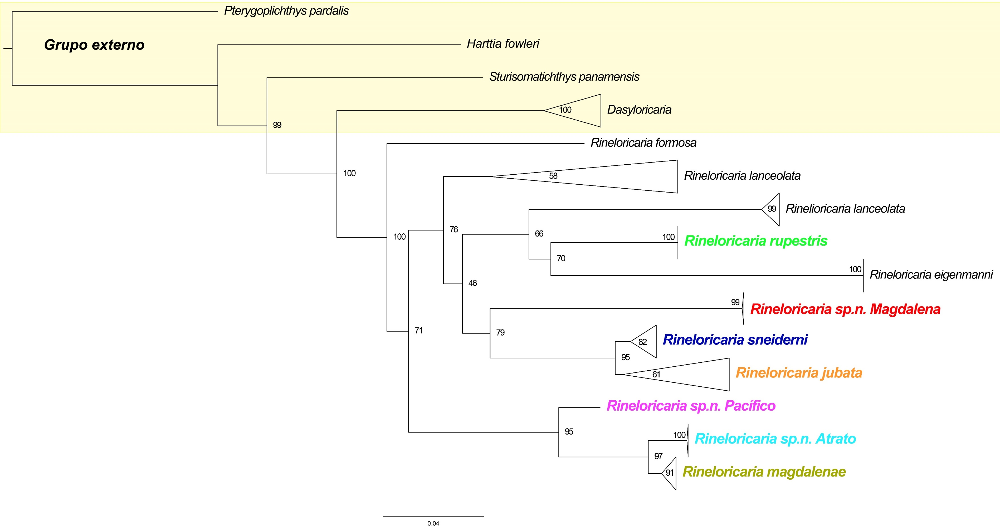 Pterygoplichthys pardalis
Grupo externo
Harttia fowleri
Sturisomatichthys panamensis
100
Dasyloricaria
99
Rineloricaria formosa
100
58
Rineloricaria lanceolata
99
Rinelioricaria lanceolata
76
66
100
100
Rineloricaria rupestris
70
100
Rineloricaria eigenmanni
46
99
Rineloricaria sp.n. Magdalena
71
79
82
Rineloricaria sneiderni
95
61
Rineloricaria jubata
Rineloricaria sp.n. Pacífico
95
100
Rineloricaria sp.n. Atrato
97
91
Rineloricaria magdalenae
0.04